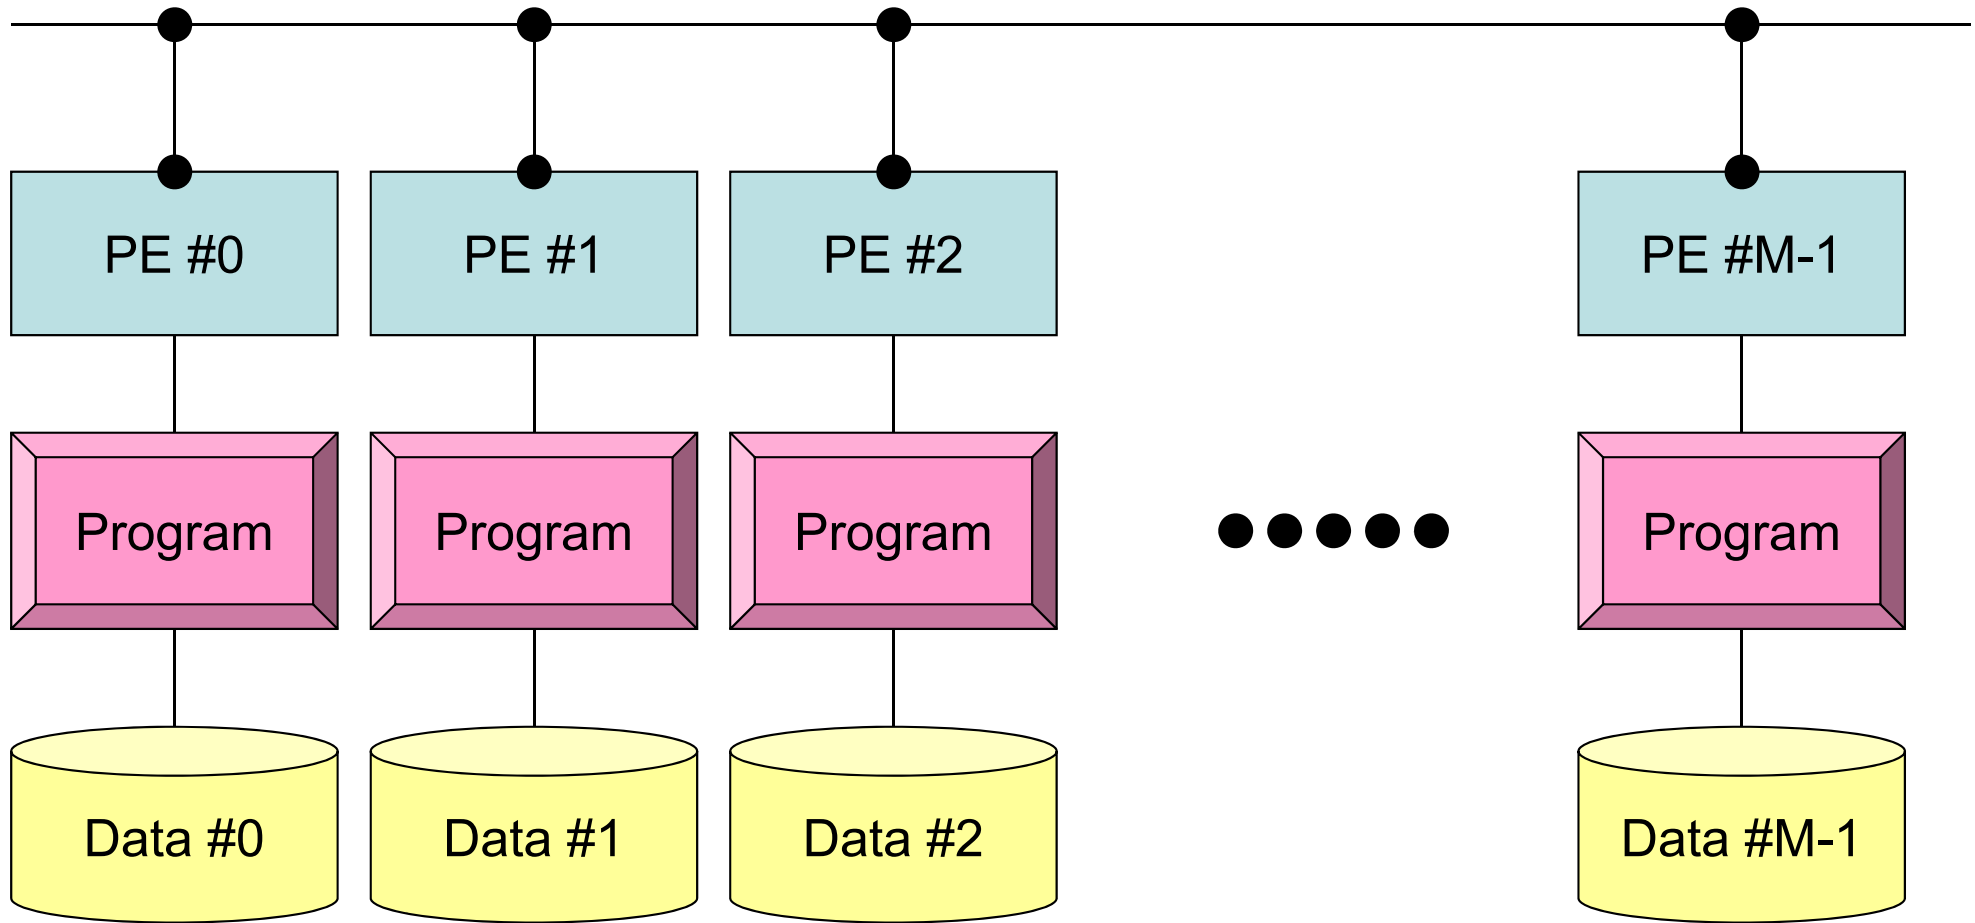 PE #0
PE #1
PE #2
PE #M-1
Program
Program
Program
Program
Data #0
Data #1
Data #2
Data #M-1